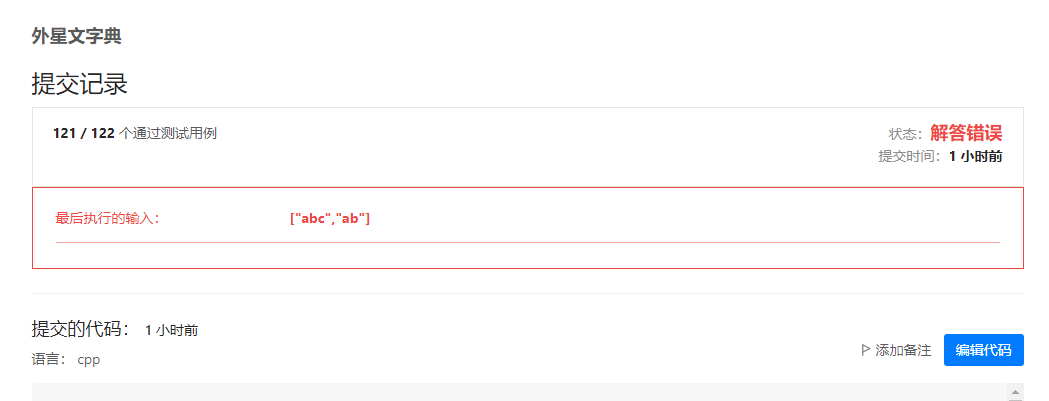 外星文字典
提交记录
121 / 122 个通过测试用例
状态：解答错误
提交时间：1 小时前
最后执行的输入： ["abc","ab"]
提交的代码： 1 小时前
语言： cpp
添加备注 编辑代码